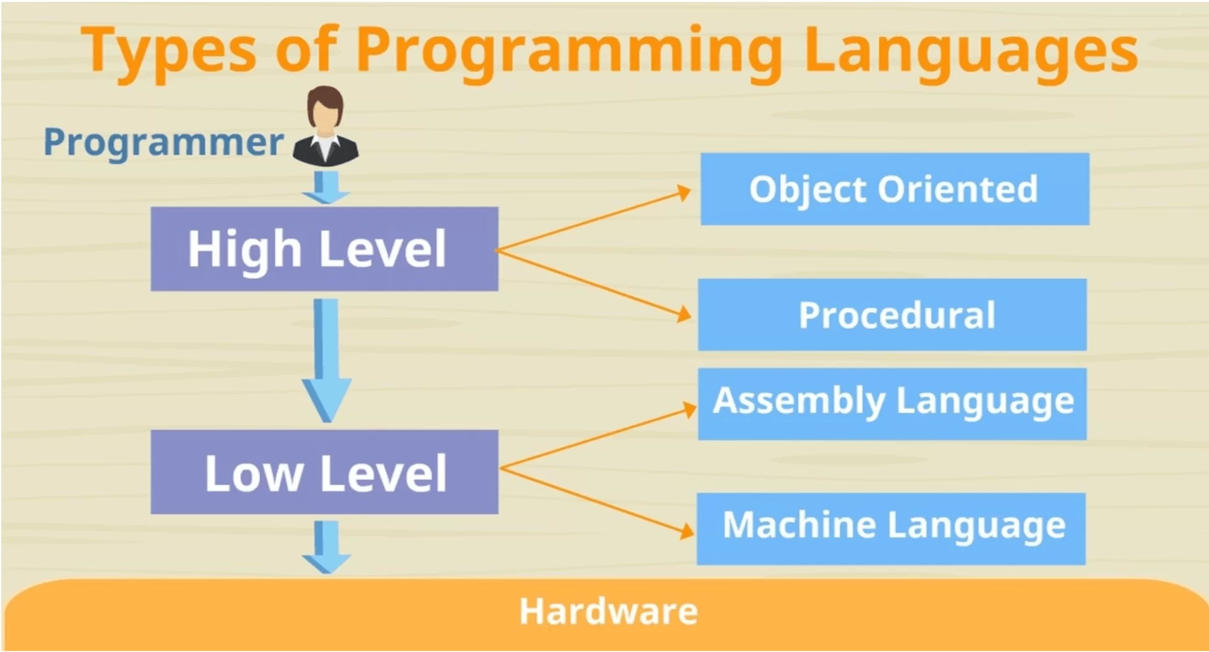 Types of Programming Languages
Programmer
High Level
Object Oriented
Procedural
Low Level
Assembly Language
Machine Language
Hardware